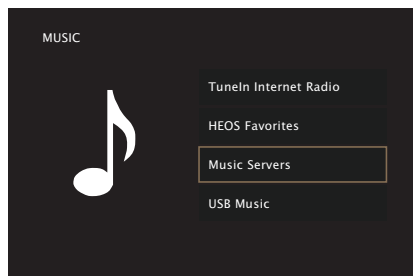 MUSIC
TuneIn Internet Radio
HEOS Favorites
Music Servers
USB Music